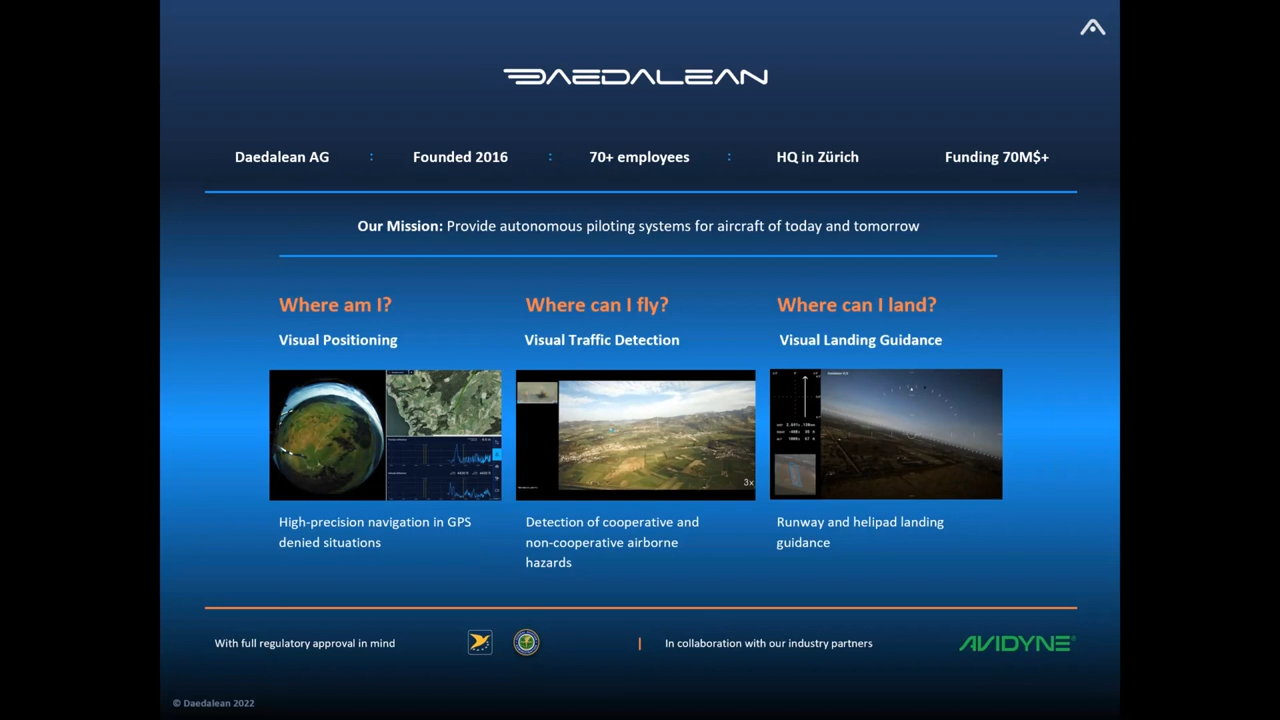 DAEDALEAN
Daedalean AG : Founded 2016 : 70+ employees : HQ in Zürich Funding 70M$+
Our Mission: Provide autonomous piloting systems for aircraft of today and tomorrow
Where am I?
Visual Positioning
High-precision navigation in GPS
denied situations
Where can I fly?
Visual Traffic Detection
3x
Detection of cooperative and
non-cooperative airborne
hazards
Where can I land?
Visual Landing Guidance
Runway and helipad landing
guidance
With full regulatory approval in mind
In collaboration with our industry partners
AVIDYNE®
© Daedalean 2022